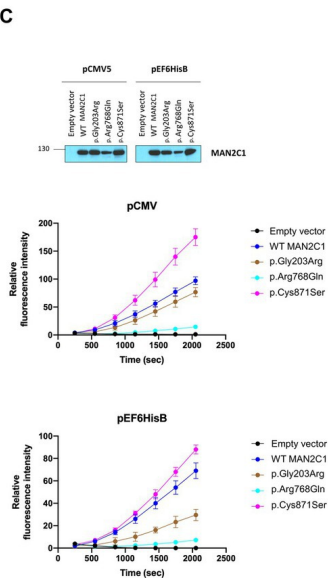 C
pCMV5 pEF6HisB
Empty vector WT MAN2C1 p.Gly203Arg p.Arg768Gln p.Cys871Ser Empty vector WT MAN2C1 p.Gly203Arg p.Arg768Gln p.Cys871Ser
130 MAN2C1
pCMV
Relative fluorescence intensity
200
150
100
50
0
0 500 1000 1500 2000 2500
Time (sec)
Empty vector
WT MAN2C1
p.Gly203Arg
p.Arg768Gln
p.Cys871Ser
pEF6HisB
Relative fluorescence intensity
100
80
60
40
20
0
0 500 1000 1500 2000 2500
Time (sec)
Empty vector
WT MAN2C1
p.Gly203Arg
p.Arg768Gln
p.Cys871Ser